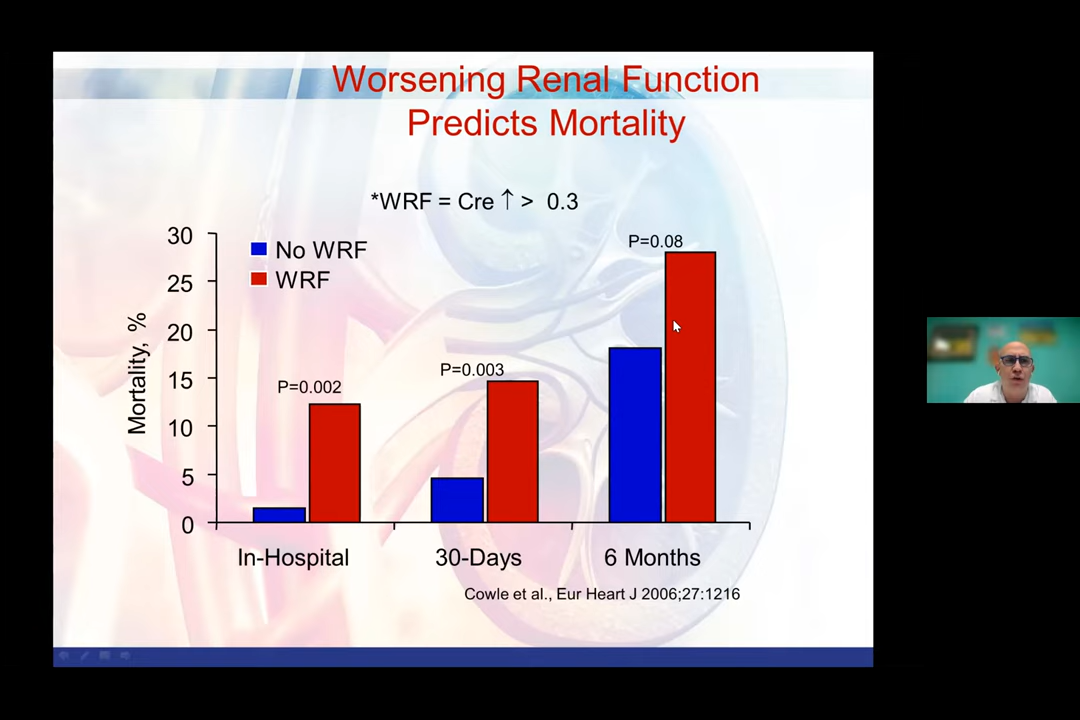 Worsening Renal Function
Predicts Mortality
*WRF = Cre ↑ > 0.3
No WRF
WRF
Mortality, %
30
25
20
15
10
5
0
P=0.002
P=0.003
P=0.08
In-Hospital
30-Days
6 Months
Cowle et al., Eur Heart J 2006;27:1216